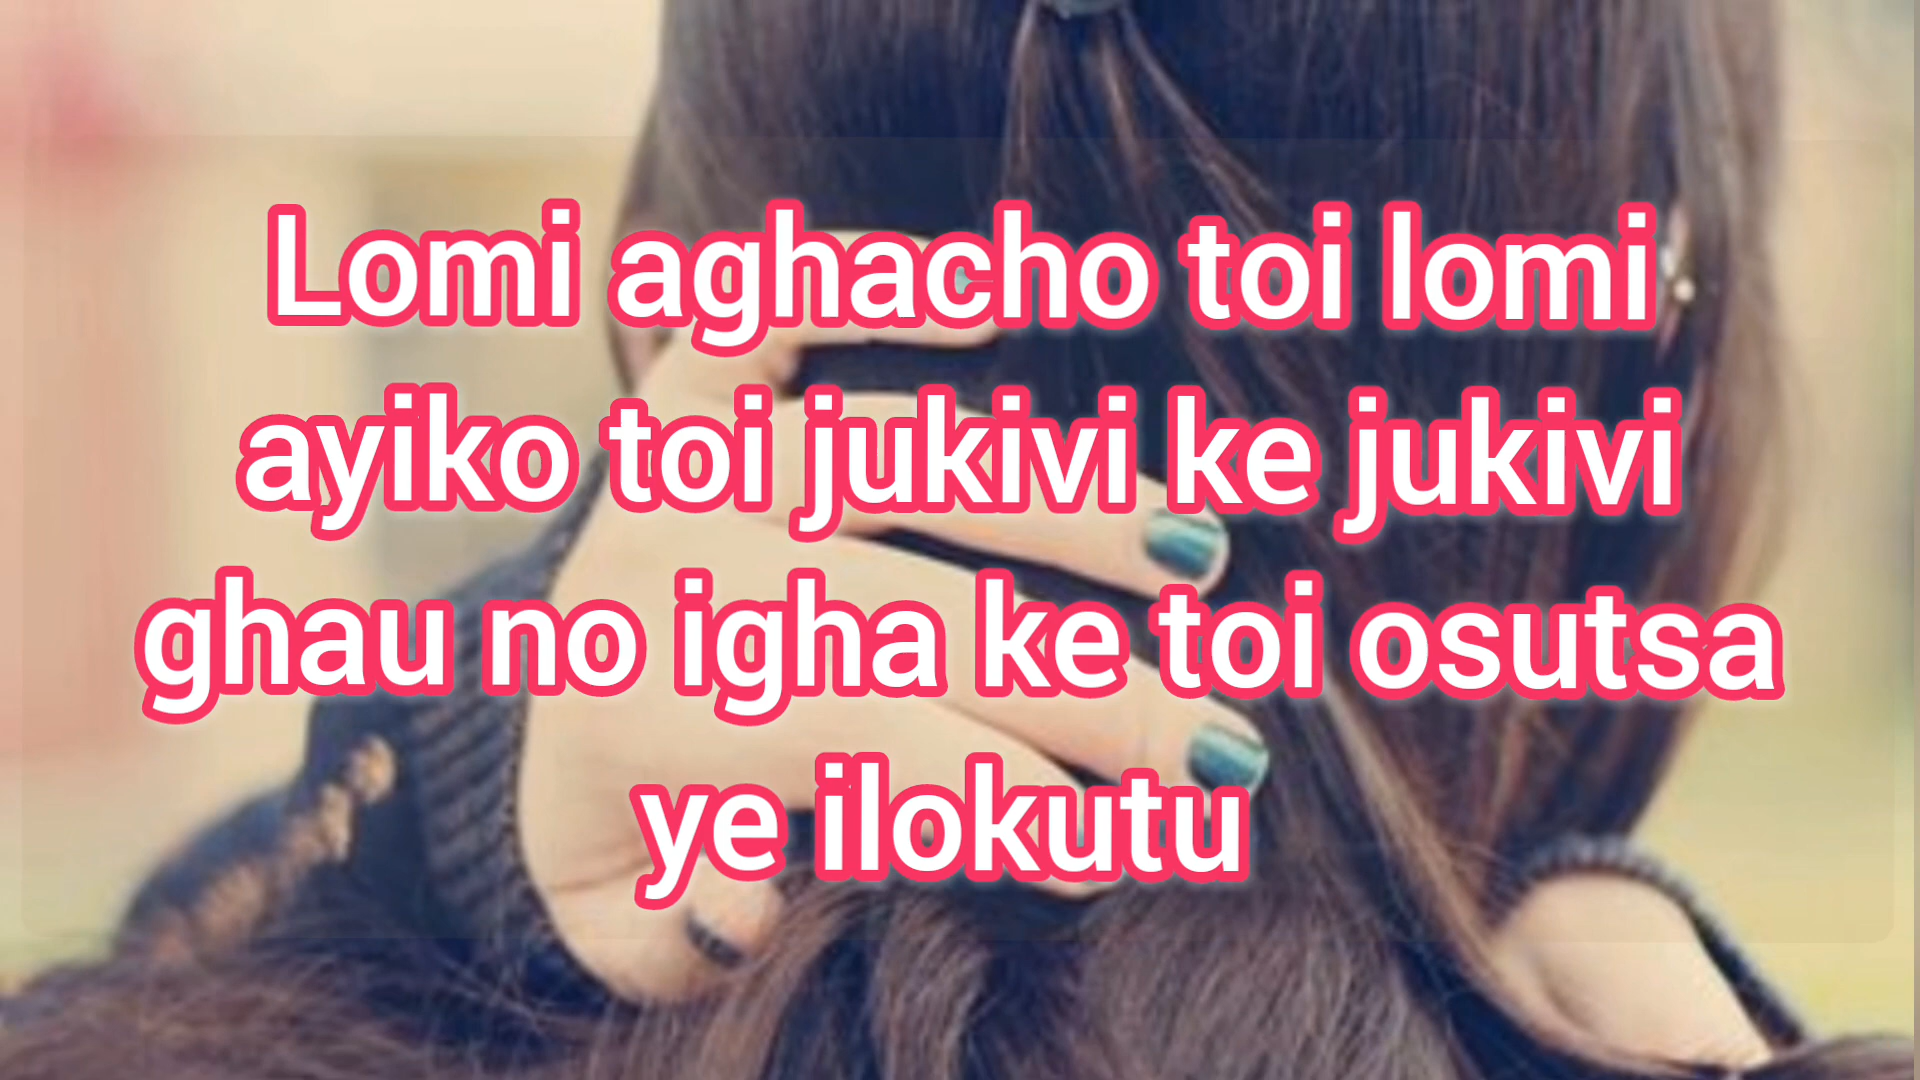 Lomi aghacho toi lomi
ayiko toi jukivi ke jukivi
ghau no igha ke toi osutsa
ye ilokutu